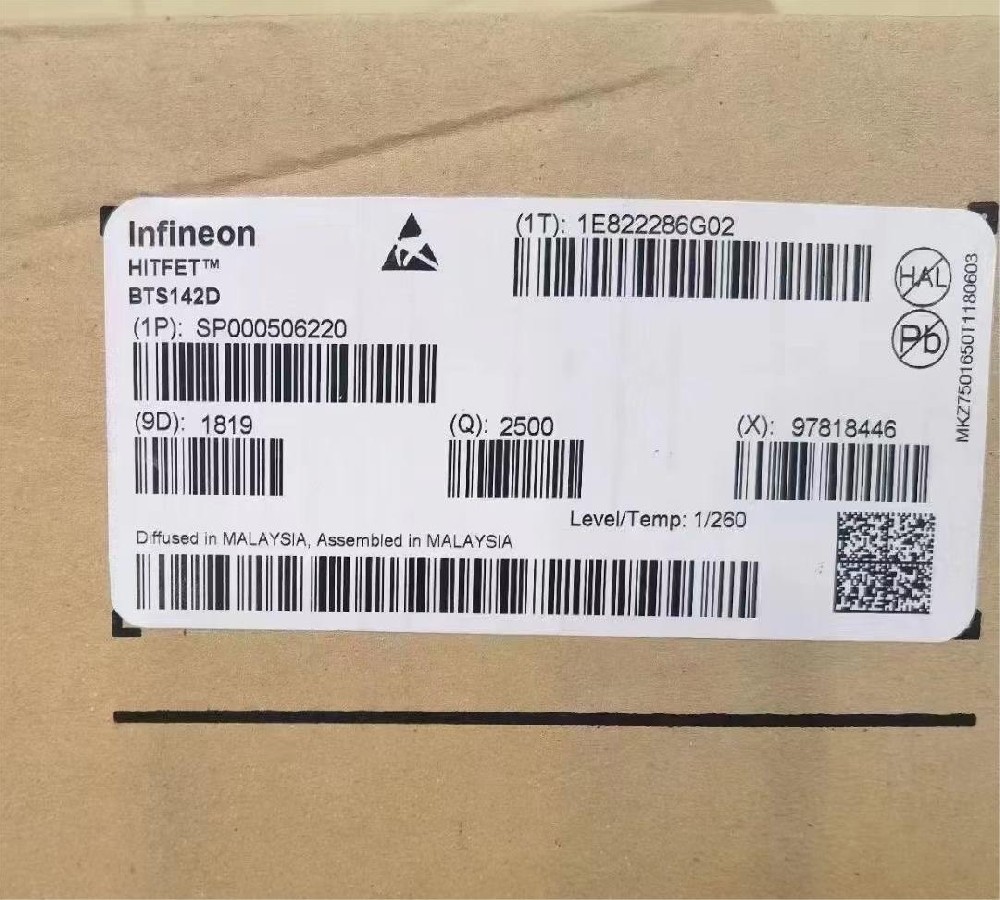 Infineon
HITFET™
BTS142D
(1T): 1E822286G02
(1P): SP000506220
(9D): 1819
(Q): 2500
(X): 97818446
Level/Temp: 1/260
Diffused in MALAYSIA, Assembled in MALAYSIA
HAL
Pb
MKZ7501650T1180603